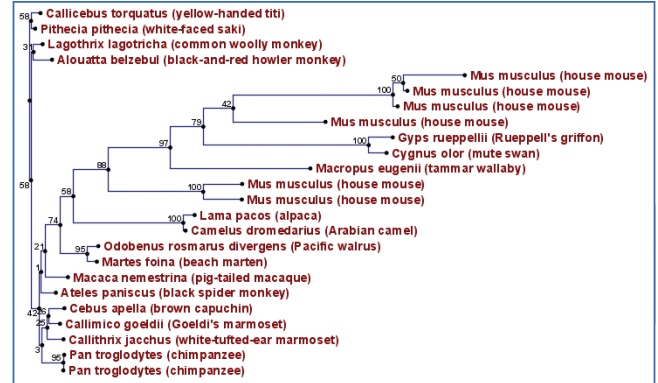 58 Callicebus torquatus (yellow-handed titi)
Pithecia pithecia (white-faced saki)
Lagothrix lagotricha (common woolly monkey)
31 Alouatta belzebul (black-and-red howler monkey)
50 Mus musculus (house mouse)
100 Mus musculus (house mouse)
42 Mus musculus (house mouse)
79 Mus musculus (house mouse)
100 Gyps rueppellii (Rueppell's griffon)
97 Cygnus olor (mute swan)
88 Macropus eugenii (tammar wallaby)
58 58 100 Mus musculus (house mouse)
Mus musculus (house mouse)
74 100 Lama pacos (alpaca)
Camelus dromedarius (Arabian camel)
21 95 Odobenus rosmarus divergens (Pacific walrus)
Martes foina (beach marten)
1 Macaca nemestrina (pig-tailed macaque)
Ateles paniscus (black spider monkey)
42 Cebus apella (brown capuchin)
25 Callimico goeldii (Goeldi's marmoset)
3 Callithrix jacchus (white-tufted-ear marmoset)
95 Pan troglodytes (chimpanzee)
Pan troglodytes (chimpanzee)